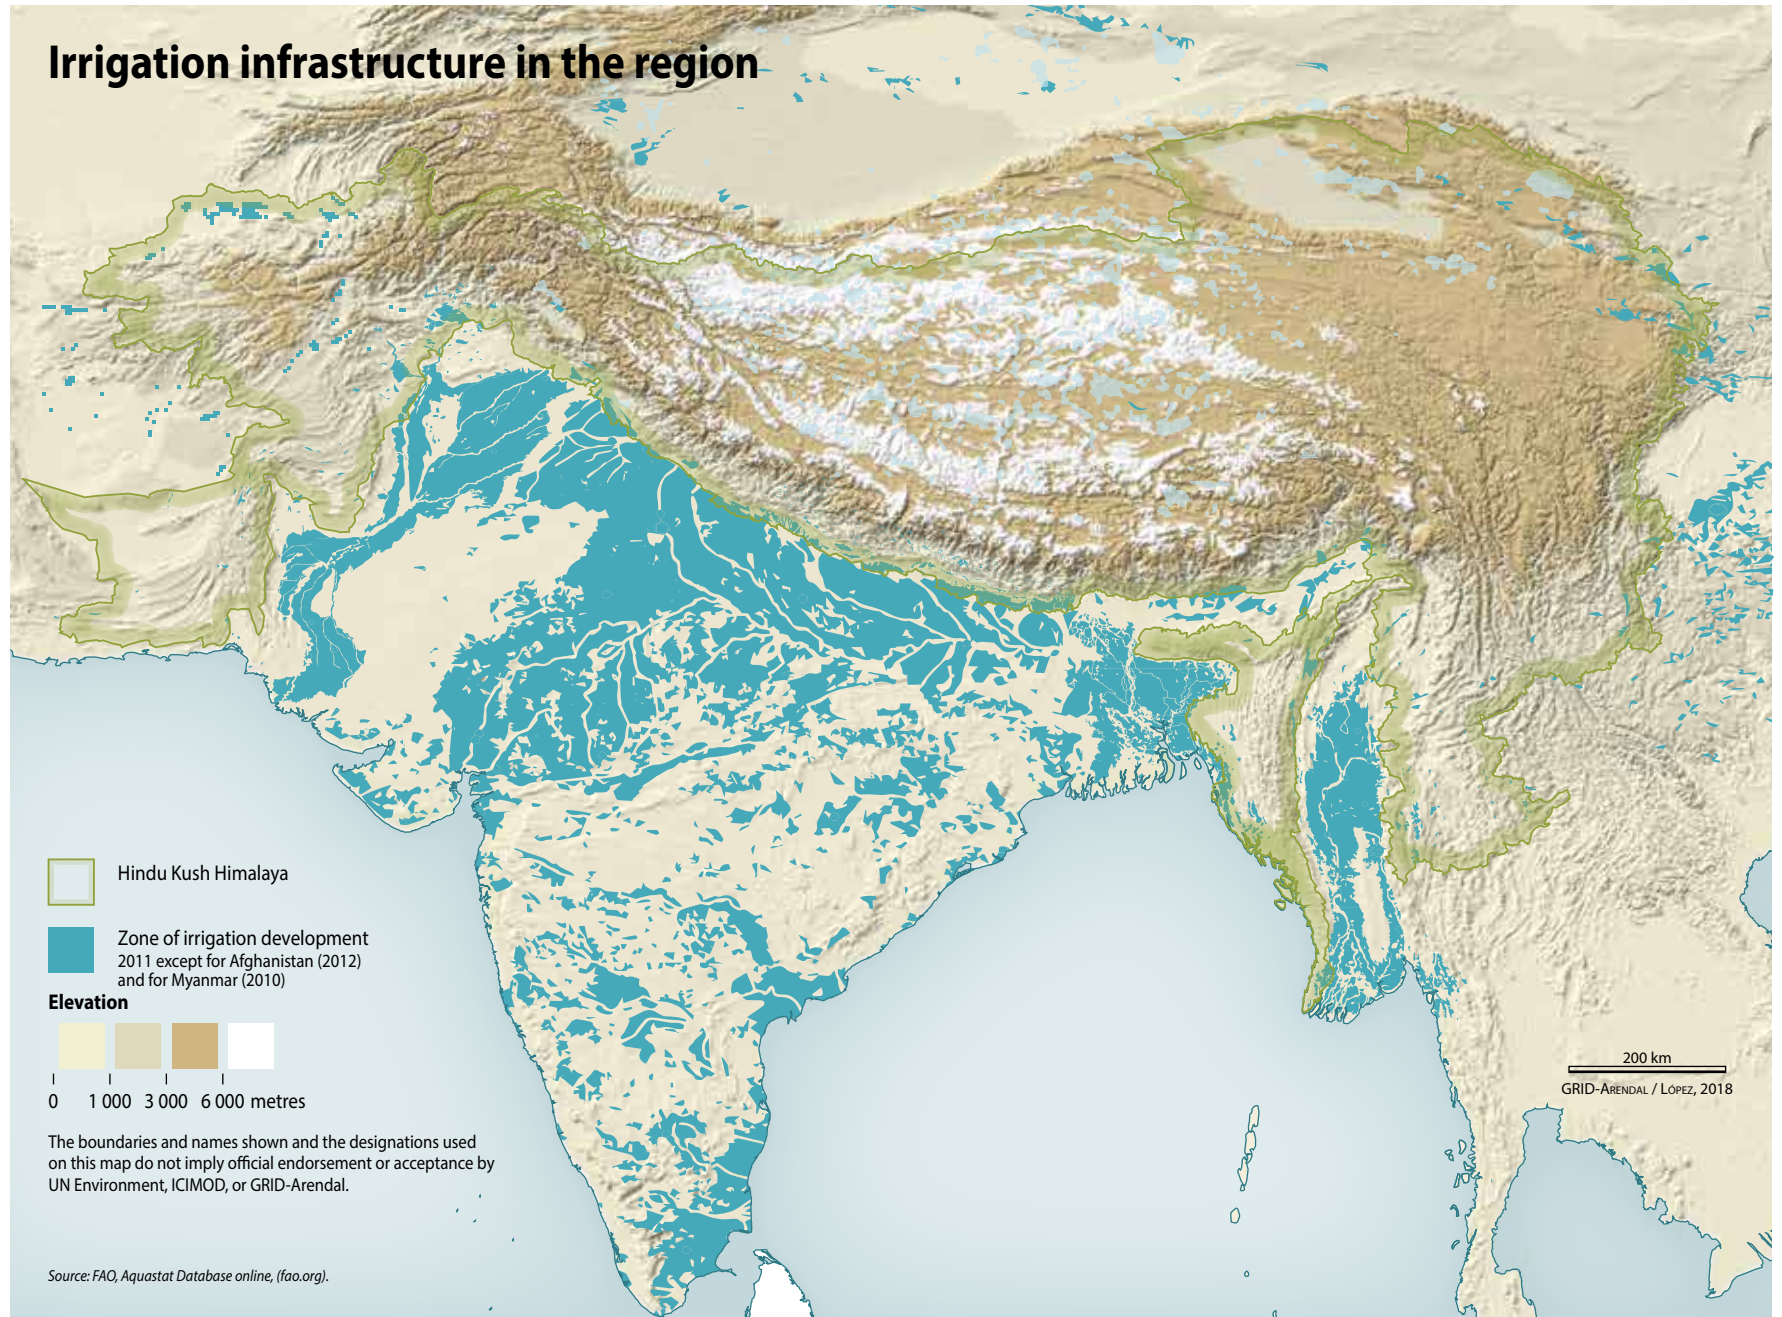 Irrigation infrastructure in the region
Hindu Kush Himalaya
Zone of irrigation development
2011 except for Afghanistan (2012)
and for Myanmar (2010)
Elevation
0 1 000 3 000 6 000 metres
The boundaries and names shown and the designations used
on this map do not imply official endorsement or acceptance by
UN Environment, ICIMOD, or GRID-Arendal.
Source: FAO, Aquastat Database online, (fao.org).
200 km
GRID-Arendal / López, 2018